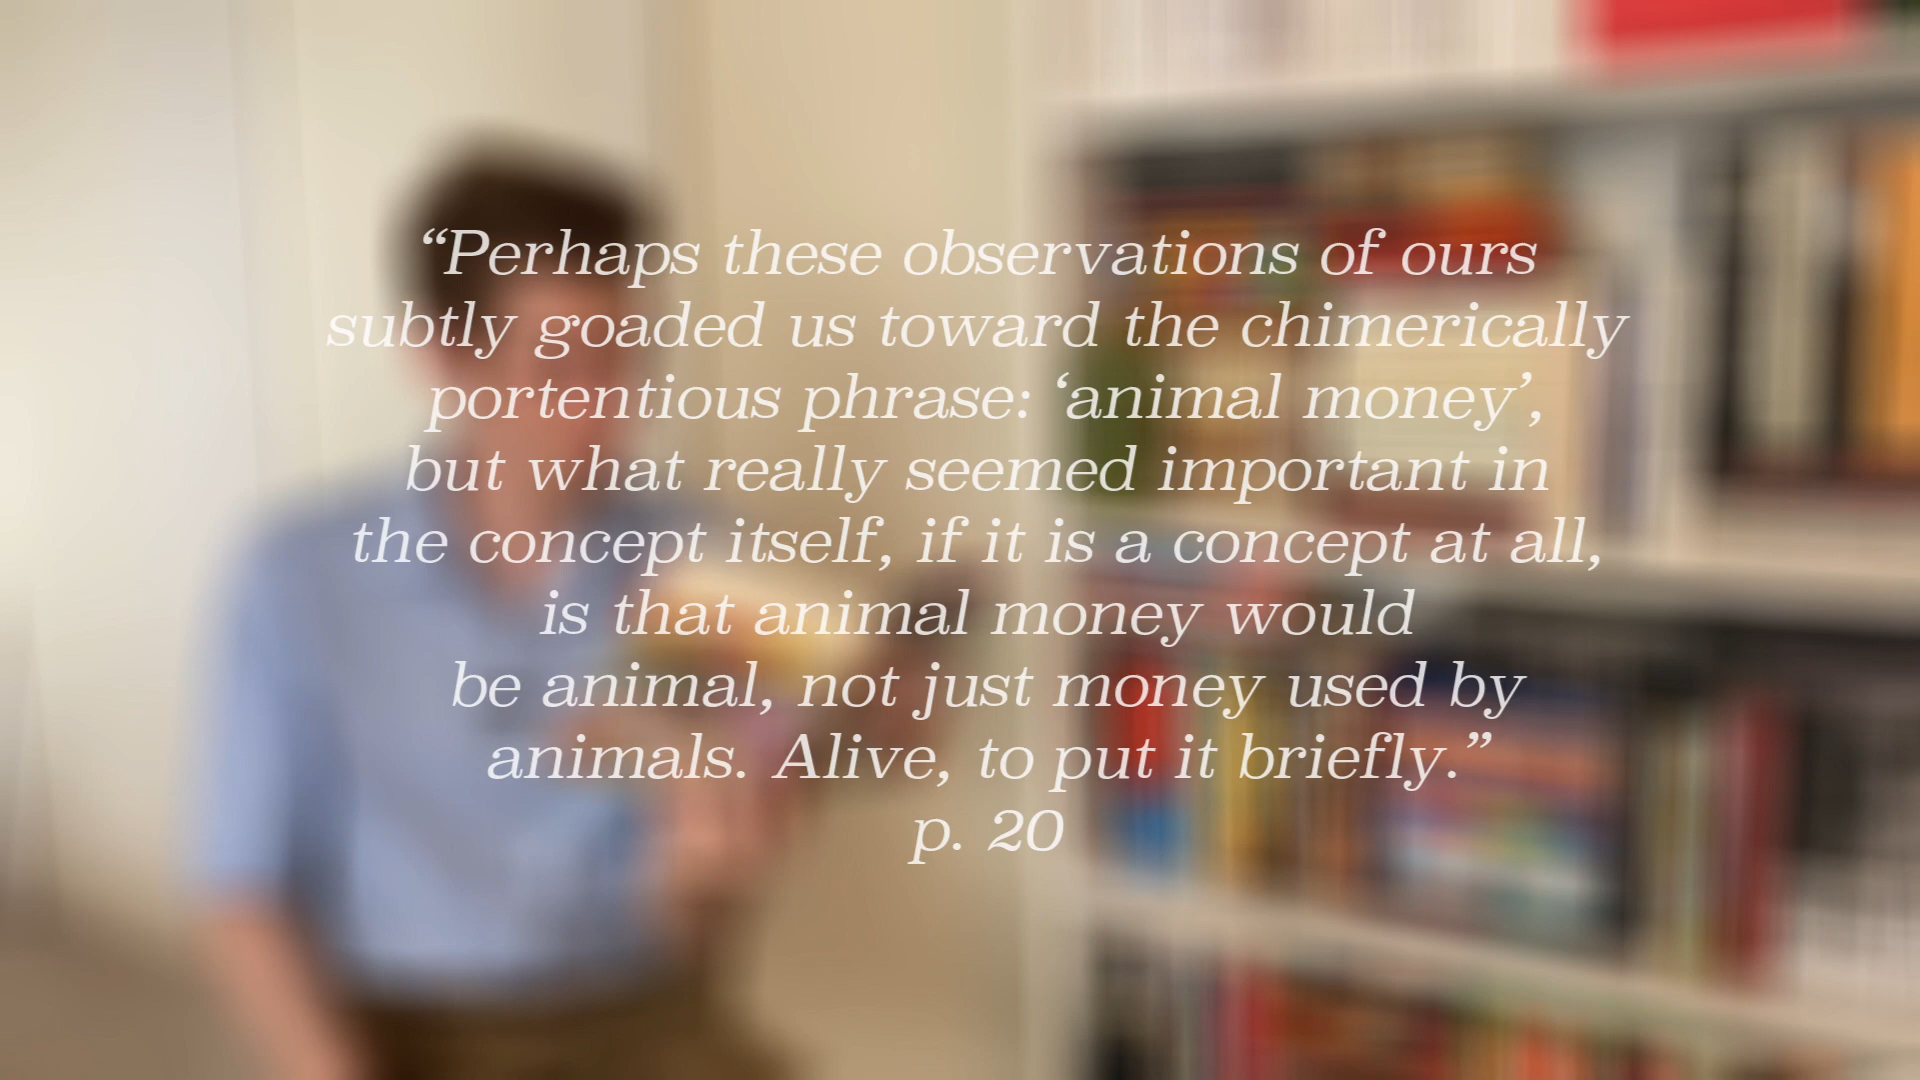 “Perhaps these observations of ours
subtly goaded us toward the chimerically
portentious phrase: ‘animal money’,
but what really seemed important in
the concept itself, if it is a concept at all,
is that animal money would
be animal, not just money used by
animals. Alive, to put it briefly.”
p. 20